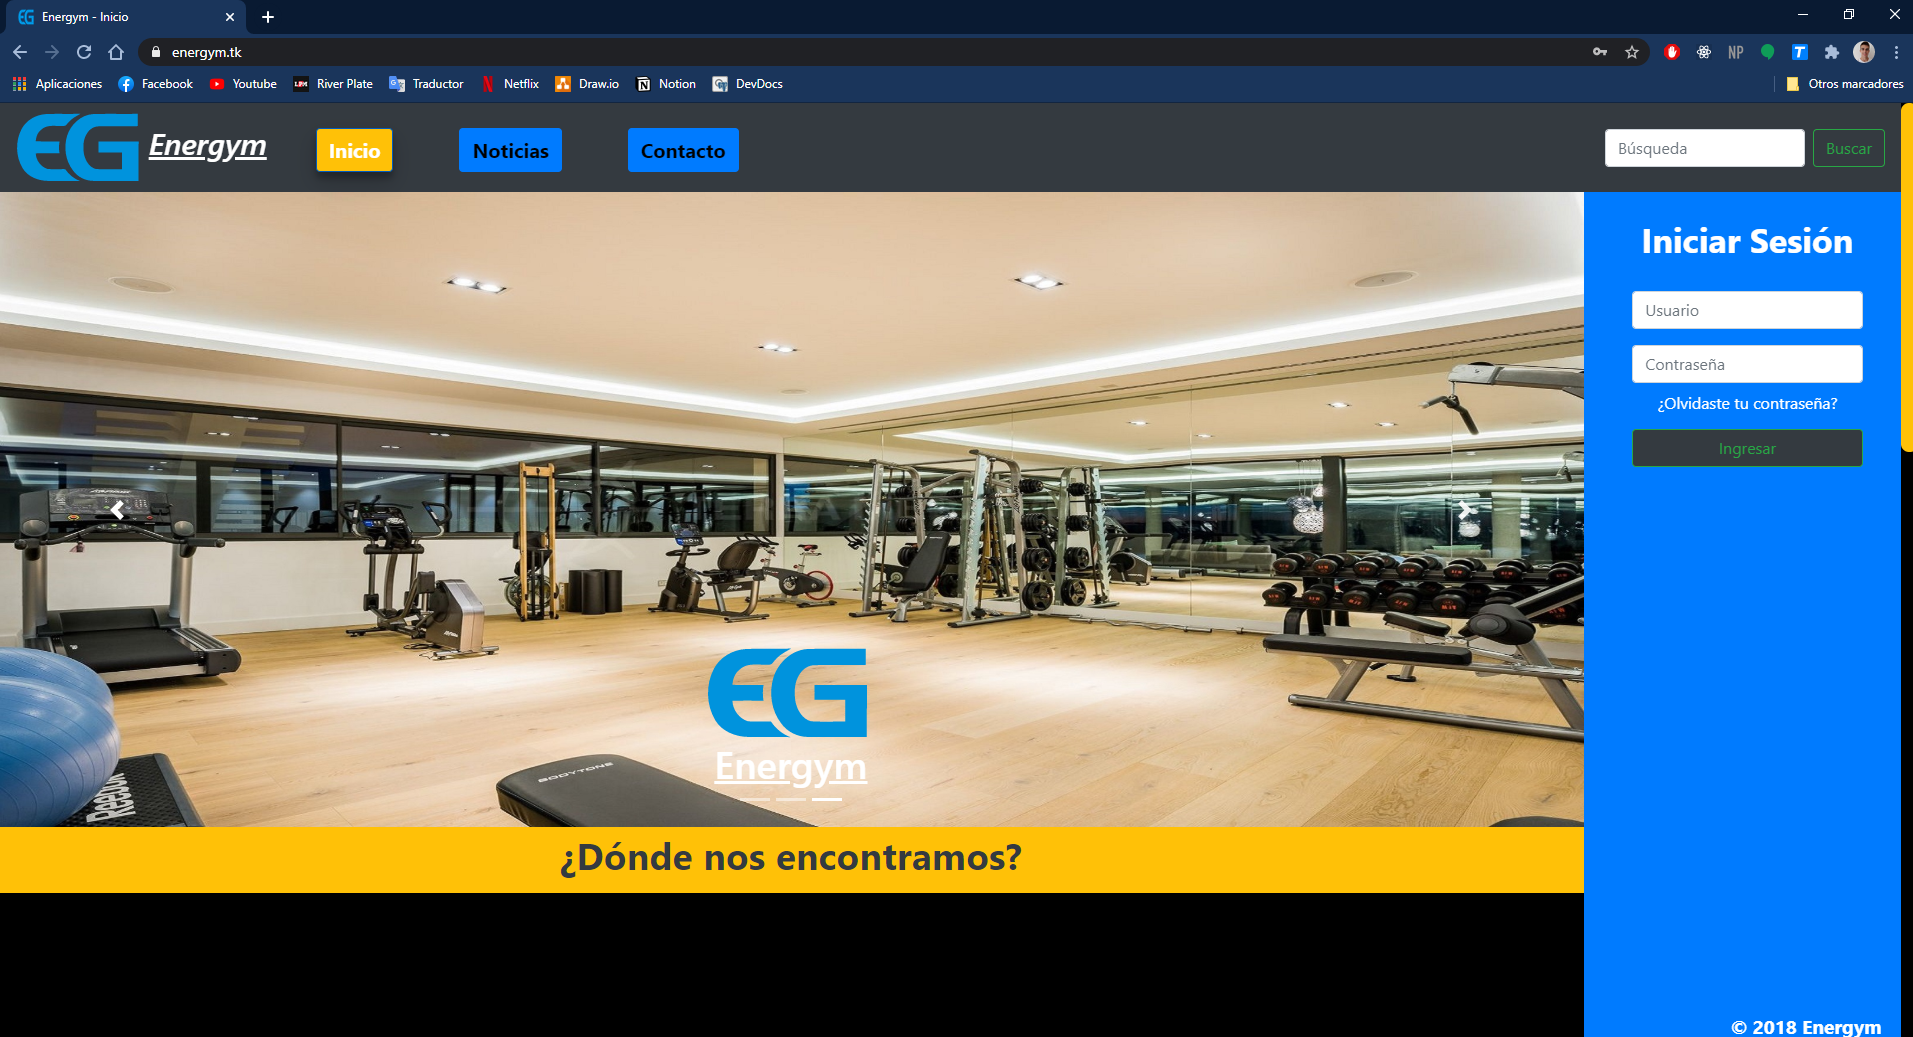 Energym - Inicio
energym.tk
Aplicaciones Facebook Youtube River Plate Traductor Netflix Draw.io Notion DevDocs Otros marcadores
EG Energym Inicio Noticias Contacto Búsqueda Buscar
Iniciar Sesión
Usuario
Contraseña
¿Olvidaste tu contraseña?
Ingresar
EG
Energym
BODYTONE
Reebok
¿Dónde nos encontramos?
© 2018 Energym